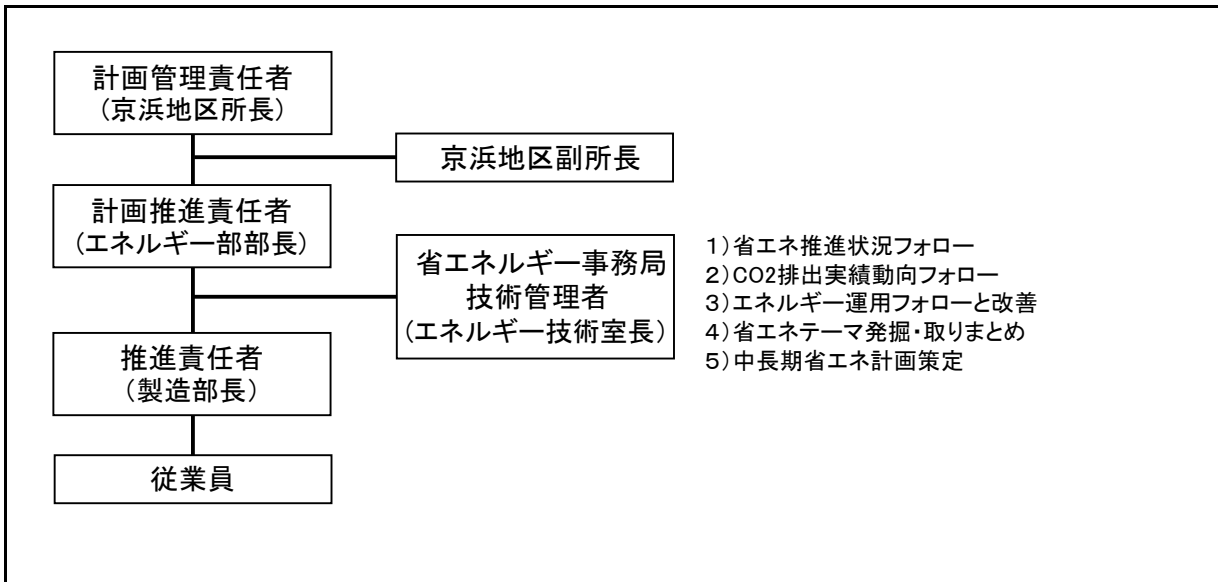 計画管理責任者
(京浜地区所長)
京浜地区副所長
計画推進責任者
(エネルギー部部長)
省エネルギー事務局
技術管理者
(エネルギー技術室長)
1)省エネ推進状況フォロー
2)CO2排出実績動向フォロー
3)エネルギー運用フォローと改善
4)省エネテーマ発掘・取りまとめ
5)中長期省エネ計画策定
推進責任者
(製造部長)
従業員